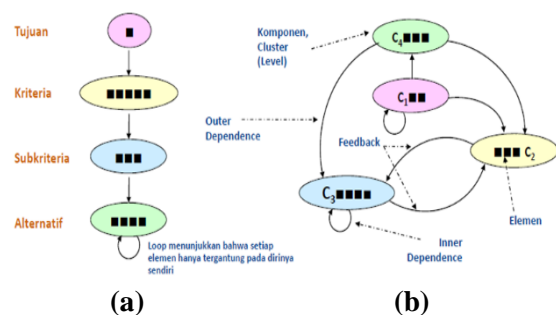 Tujuan
Kriteria
Subkriteria
Alternatif
Loop menunjukkan bahwa setiap
elemen hanya tergantung pada dirinya
sendiri
(a)
Komponen,
Cluster
(Level)
C4
C1
Outer
Dependence
Feedback
C2
C3
Elemen
Inner
Dependence
(b)